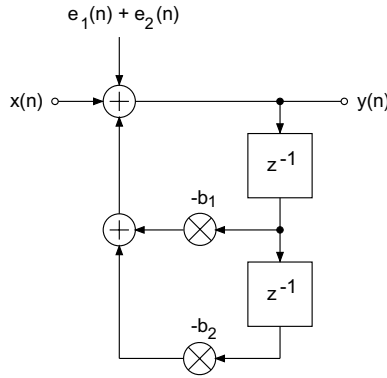 e₁(n) + e₂(n)
x(n)
y(n)
z⁻¹
-b₁
z⁻¹
-b₂